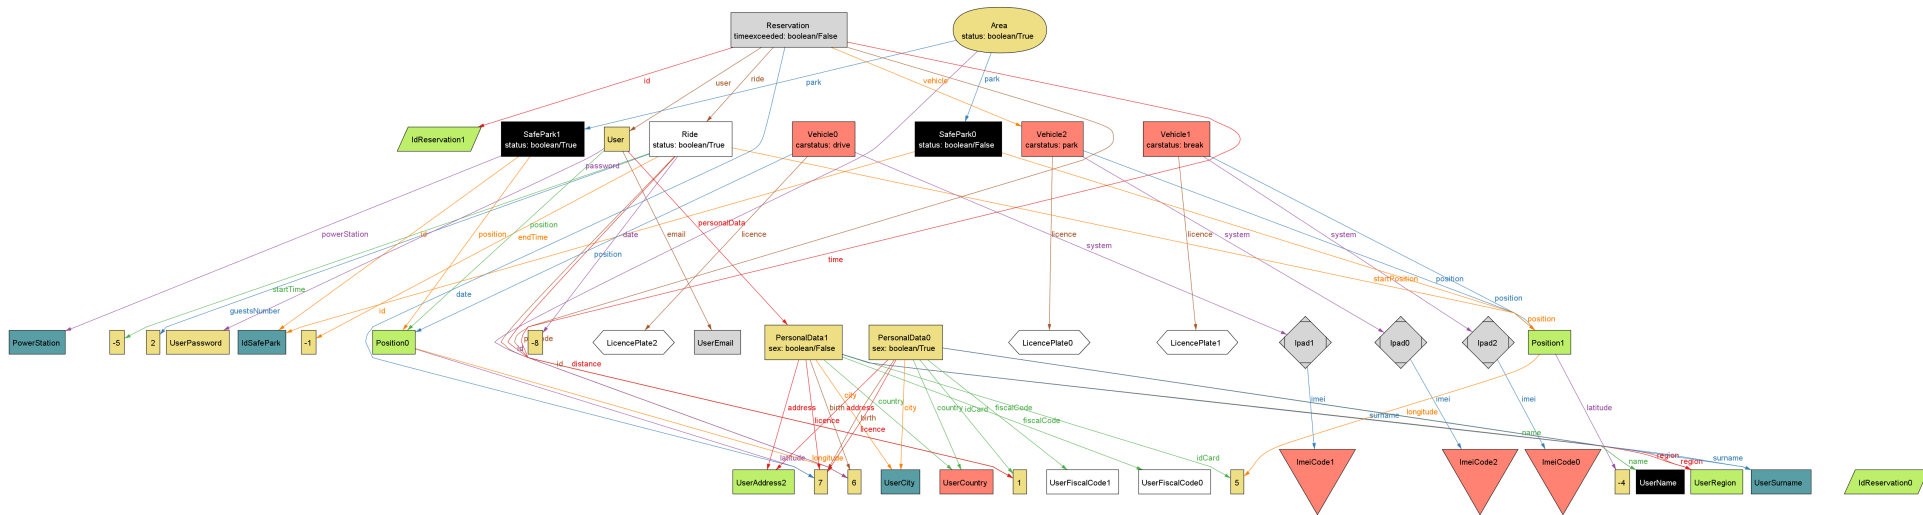 Reservation
timeexceeded: boolean/False
Area
status: boolean/True
id
user
ride
park
vehicle
park
IdReservation1
SafePark1
status: boolean/True
User
Ride
status: boolean/True
Vehicle0
carstatus: drive
SafePark0
status: boolean/False
Vehicle2
carstatus: park
Vehicle1
carstatus: break
password
powerStation
id
position
position
endTime
email
date
position
personalData
licence
time
system
licence
system
licence
system
startPosition
position
position
startTime
guestsNumber
id
date
position
PowerStation
-5
2
UserPassword
IdSafePark
-1
Position0
-8
LicencePlate2
UserEmail
PersonalData1
sex: boolean/False
PersonalData0
sex: boolean/True
LicencePlate0
LicencePlate1
Ipad1
Ipad0
Ipad2
Position1
id
distance
address
licence
birth
address
birth
licence
city
city
country
country
idCard
fiscalCode
fiscalCode
imei
surname
longitude
imei
imei
latitude
name
latitude
longitude
idCard
name
region
region
surname
UserAddress2
7
6
UserCity
UserCountry
1
UserFiscalCode1
UserFiscalCode0
5
ImeiCode1
ImeiCode2
ImeiCode0
-4
UserName
UserRegion
UserSurname
IdReservation0